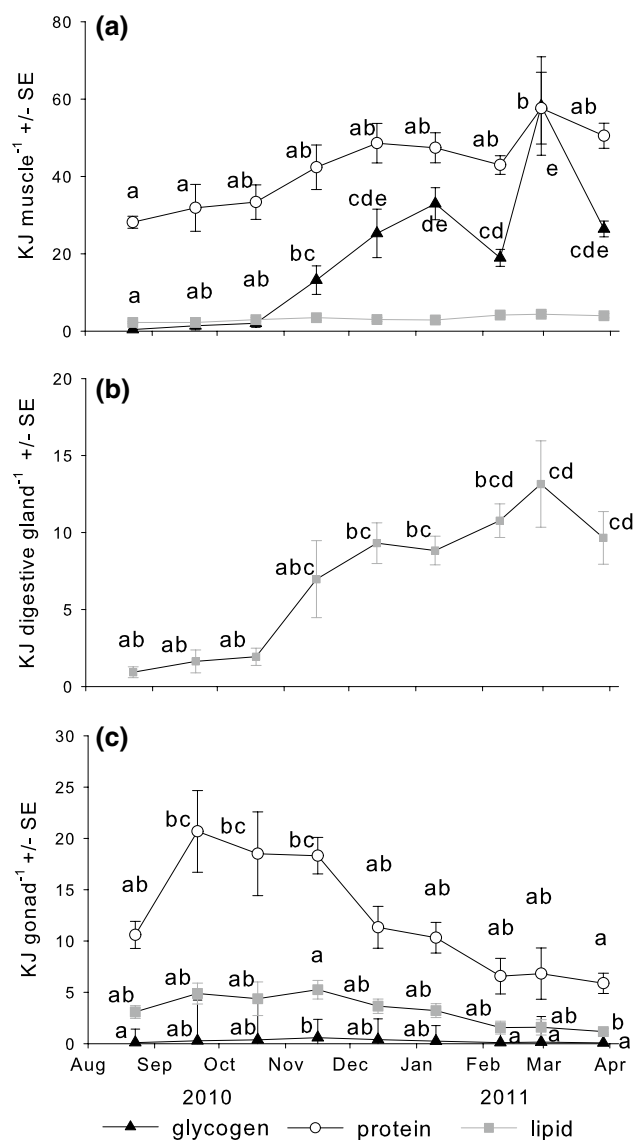 (a)
KJ muscle⁻¹ +/- SE
80
60
40
20
0
a a ab ab ab ab ab b ab
a ab ab bc cde de cd e cde
(b)
KJ digestive gland⁻¹ +/- SE
20
15
10
5
0
ab ab ab abc bc bc bcd cd cd
(c)
KJ gonad⁻¹ +/- SE
30
25
20
15
10
5
0
ab bc bc bc ab ab ab ab a
ab ab ab a ab ab ab ab b
a ab ab b ab ab a a a
Aug Sep Oct Nov Dec Jan Feb Mar Apr
2010 2011
glycogen protein lipid